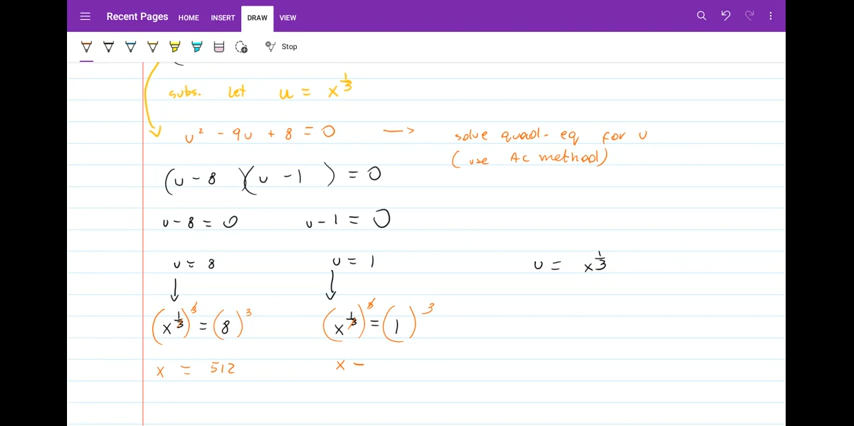 Recent Pages HOME INSERT DRAW VIEW
Stop
subs. let u = x^{1/3}
u² - 9u + 8 = 0 → solve quad. eq for u
(use AC method)
(u - 8)(u - 1) = 0
u - 8 = 0 u - 1 = 0
u = 8 u = 1 u = x^{1/3}
(x^{1/3})^3 = (8)^3 (x^{1/3})^3 = (1)^3
x = 512 x =